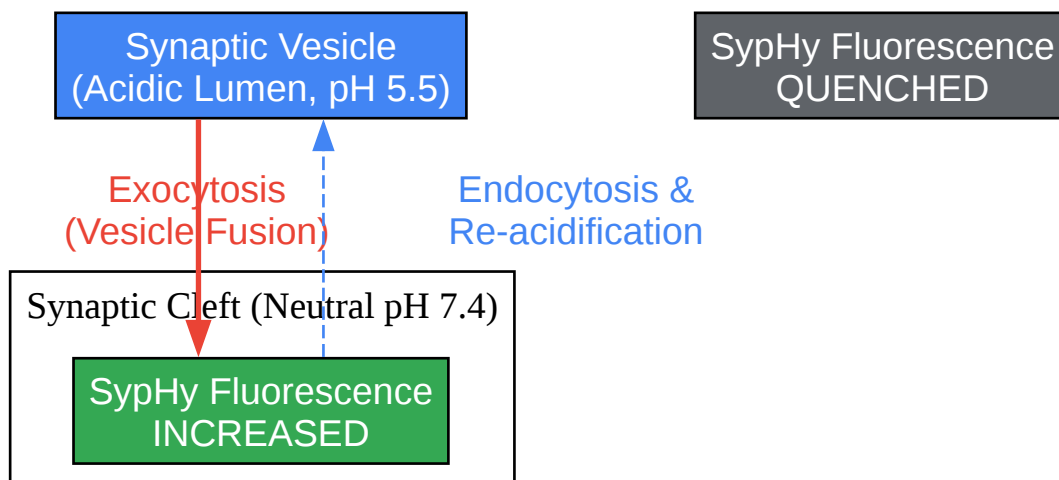 Synaptic Vesicle
(Acidic Lumen, pH 5.5)
SypHy Fluorescence
QUENCHED
Exocytosis
(Vesicle Fusion)
Endocytosis &
Re-acidification
Synaptic Cleft (Neutral pH 7.4)
SypHy Fluorescence
INCREASED